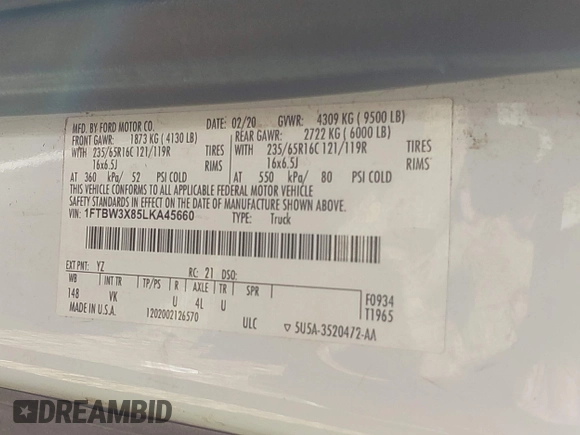 MFD. BY FORD MOTOR CO.
DATE: 02/20 GVWR: 4309 KG ( 9500 LB)
FRONT GAWR: 1873 KG ( 4130 LB) REAR GAWR: 2722 KG ( 6000 LB)
WITH 235/65R16C 121/119R TIRES WITH 235/65R16C 121/119R TIRES
16x6.5J RIMS 16x6.5J RIMS
AT 360 kPa/ 52 PSI COLD AT 550 kPa/ 80 PSI COLD
THIS VEHICLE CONFORMS TO ALL APPLICABLE FEDERAL MOTOR VEHICLE
SAFETY STANDARDS IN EFFECT ON THE DATE OF MANUFACTURE SHOWN ABOVE.
VIN: 1FTBW3X85LKA45660 TYPE: Truck
EXT PNT: YZ RC: 21 DSO:
WB INT TR TP/PS R AXLE TR SPR
148 VK U 4L U
F0934
T1965
MADE IN U.S.A. 1202002126570 ULC ▽ 5U5A-3520472-AA
DREAMBID